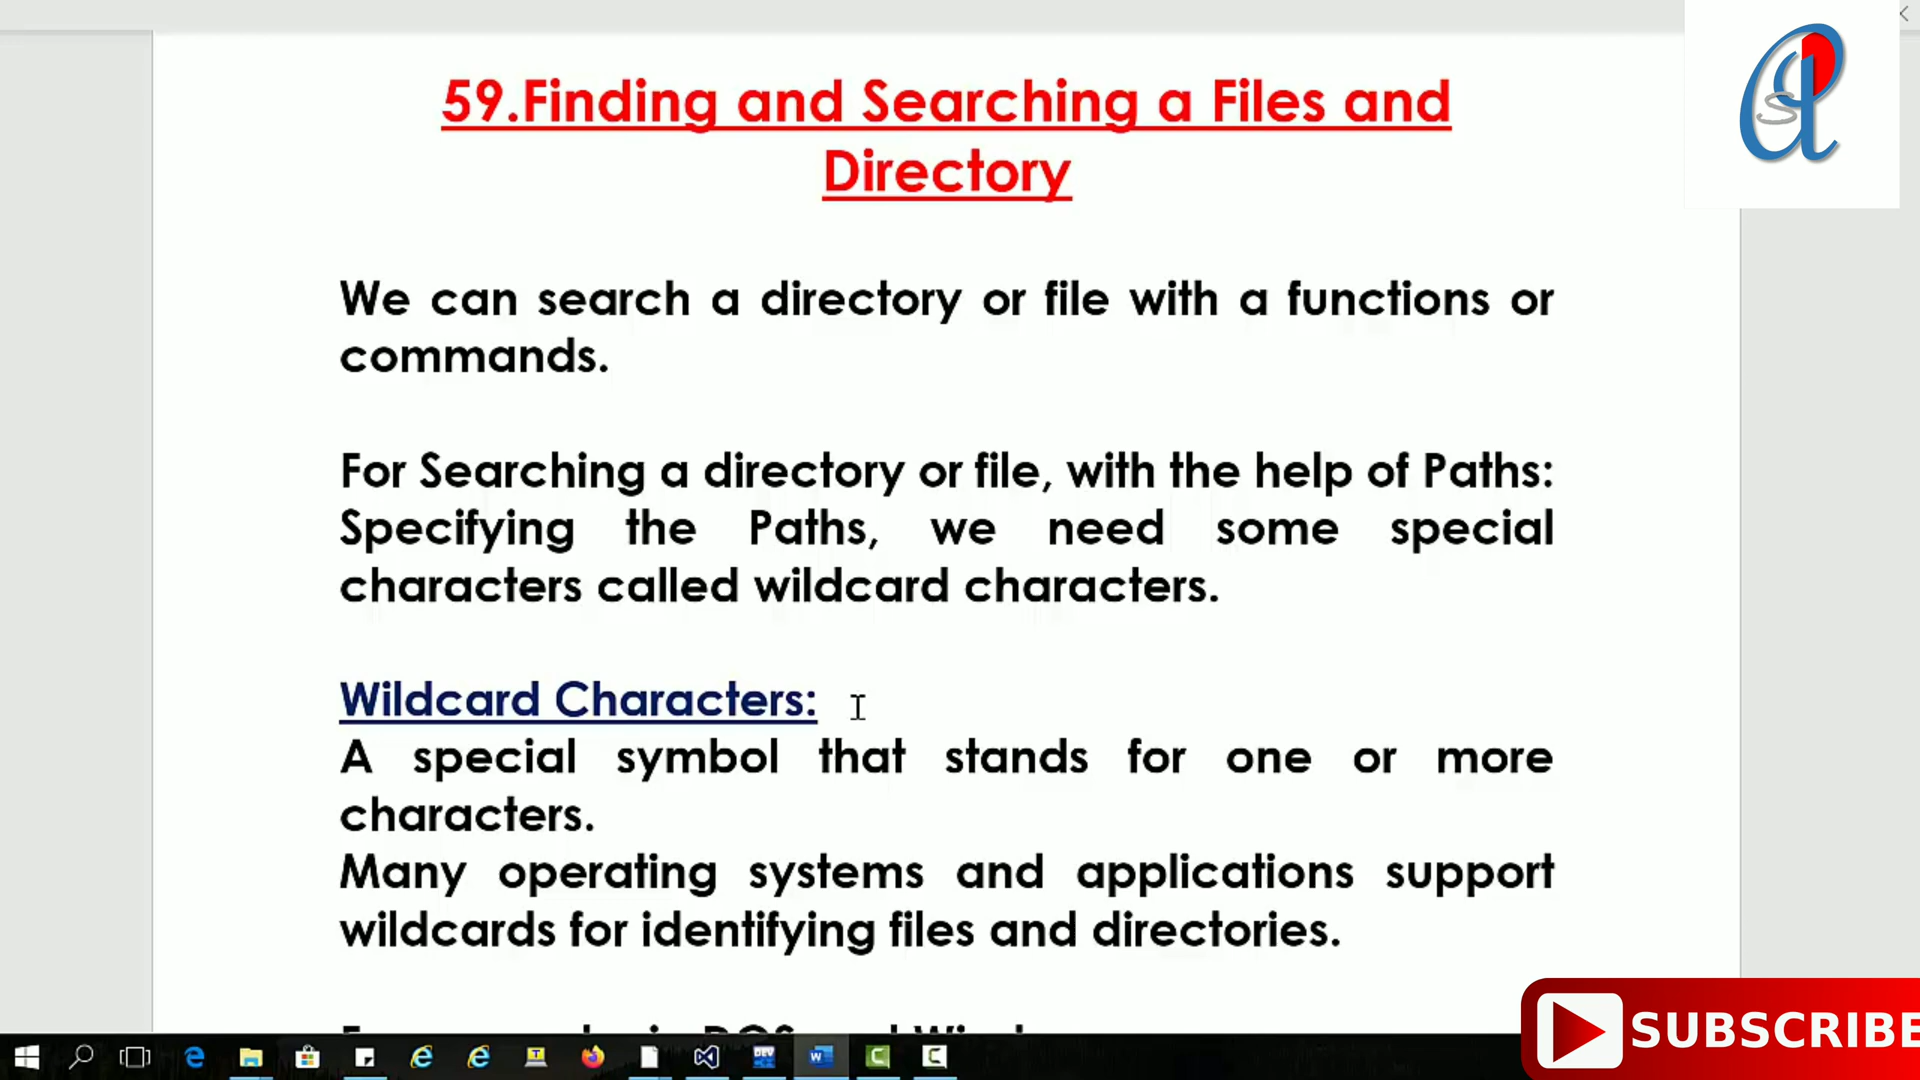 59.Finding and Searching a Files and
Directory
We can search a directory or file with a functions or
commands.
For Searching a directory or file, with the help of Paths:
Specifying the Paths, we need some special
characters called wildcard characters.
Wildcard Characters:
A special symbol that stands for one or more
characters.
Many operating systems and applications support
wildcards for identifying files and directories.
SUBSCRIBE